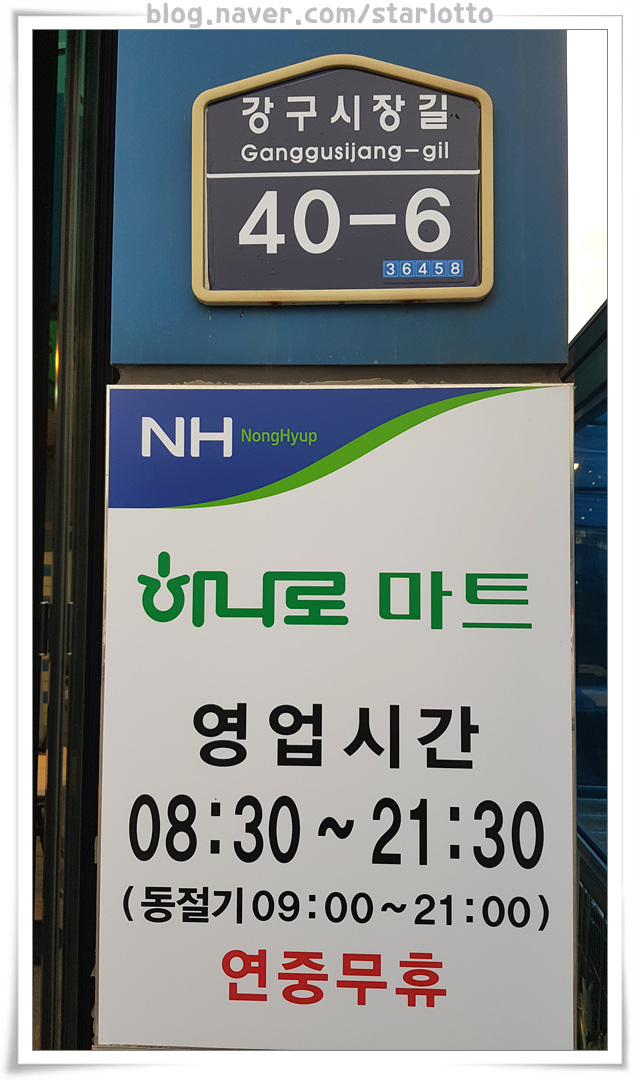 blog.naver.com/starlotto
강구시장길
Ganggusijang-gil
40-6
36458
NH NongHyup
하나로 마트
영업시간
08:30~21:30
(동절기09:00~21:00)
연중무휴